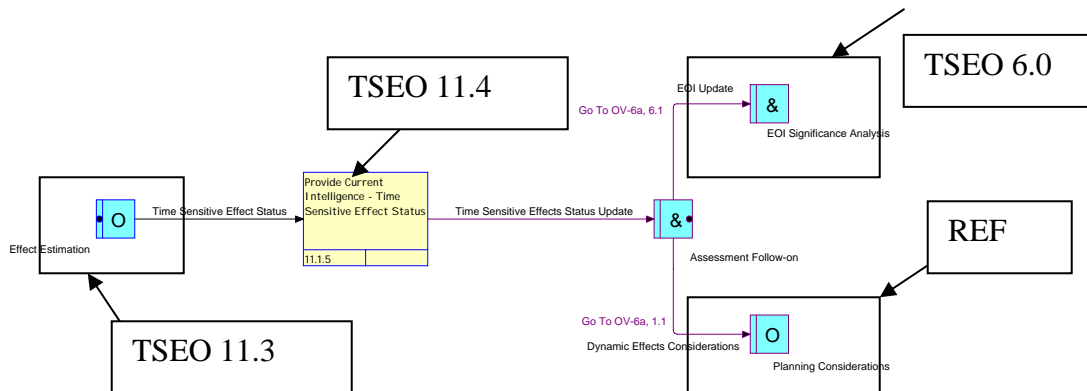 TSEO 6.0
TSEO 11.4
EOI Update
Go To OV-6a, 6.1
&
EOI Significance Analysis
Provide Current
Intelligence - Time
Sensitive Effect Status
11.1.5
O
Time Sensitive Effect Status
Effect Estimation
Time Sensitive Effects Status Update
&
Assessment Follow-on
REF
Go To OV-6a, 1.1
Dynamic Effects Considerations
O
Planning Considerations
TSEO 11.3